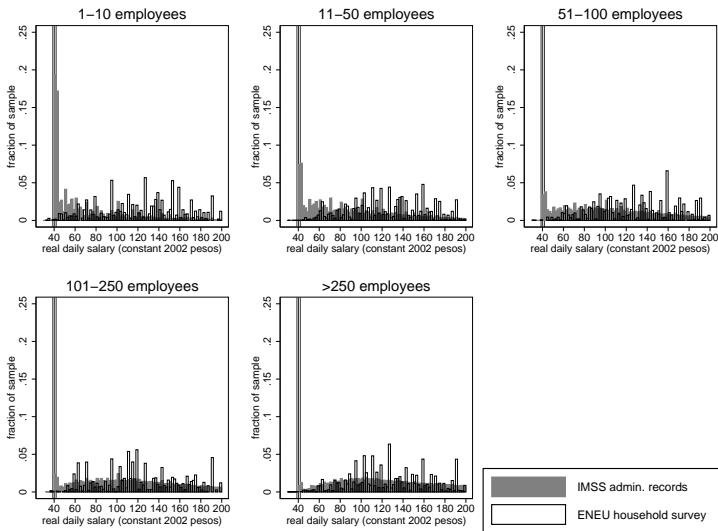 1–10 employees
fraction of sample
0 .05 .1 .15 .2 .25
40 60 80 100 120 140 160 180 200
real daily salary (constant 2002 pesos)
11–50 employees
fraction of sample
0 .05 .1 .15 .2 .25
40 60 80 100 120 140 160 180 200
real daily salary (constant 2002 pesos)
51–100 employees
fraction of sample
0 .05 .1 .15 .2 .25
40 60 80 100 120 140 160 180 200
real daily salary (constant 2002 pesos)
101–250 employees
fraction of sample
0 .05 .1 .15 .2 .25
40 60 80 100 120 140 160 180 200
real daily salary (constant 2002 pesos)
>250 employees
fraction of sample
0 .05 .1 .15 .2 .25
40 60 80 100 120 140 160 180 200
real daily salary (constant 2002 pesos)
IMSS admin. records
ENEU household survey